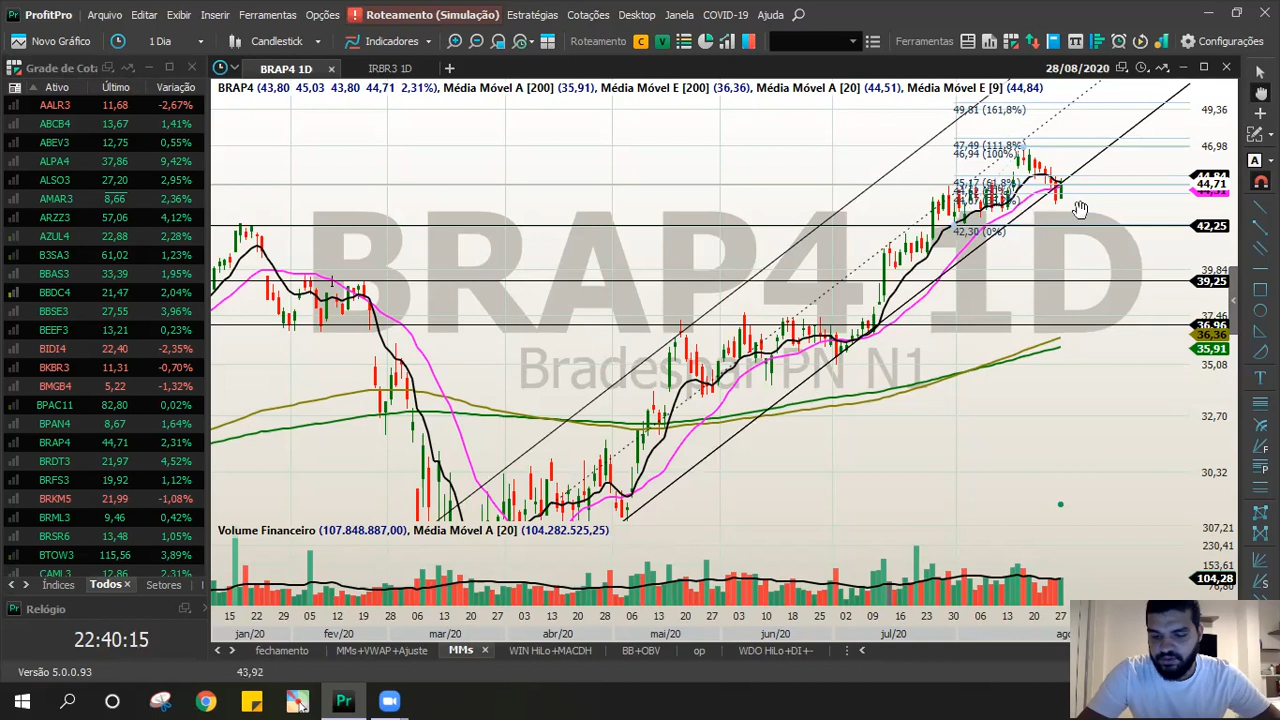 ProfitPro
Arquivo Editar Exibir Inserir Ferramentas Opções Roteamento (Simulação) Estratégias Cotações Desktop Janela COVID-19 Ajuda
Novo Gráfico 1 Dia Candlestick Indicadores Roteamento C V Ferramentas Configurações
Grade de Cota
BRAP4 1D IRBR3 1D
28/08/2020
Ativo Último Variação
BRAP4 (43,80 45,03 43,80 44,71 2,31%), Média Móvel A [200] (35,91), Média Móvel E [200] (36,36), Média Móvel A [20] (44,51), Média Móvel E [9] (44,84)
AALR3 11,68 -2,67%
ABCB4 13,67 1,41%
ABEV3 12,75 0,55%
ALPA4 37,86 9,42%
ALSO3 27,20 2,95%
AMAR3 8,66 2,36%
ARZZ3 57,06 4,12%
AZUL4 22,88 2,88%
B3SA3 61,02 1,23%
BBAS3 33,39 1,95%
BBDC4 21,47 2,04%
BBSE3 27,55 3,96%
BEEF3 13,21 0,23%
BIDI4 22,40 -2,35%
BKBR3 11,31 -0,70%
BMGB4 5,22 -1,32%
BPAC11 82,80 0,02%
BPAN4 8,67 1,64%
BRAP4 44,71 2,31%
BRDT3 21,97 4,52%
BRFS3 19,92 1,12%
BRKM5 21,99 -1,08%
BRML3 9,46 0,42%
BRSR6 13,48 1,05%
BTOW3 115,56 3,89%
CAML3 12,86 2,31%
Índices Todos Setores
Relógio
22:40:15
Versão 5.0.0.93
BRAP4 1D
Bradespar PN N1
49,81 (161,8%)
47,49 (111,8%)
46,94 (100%)
45,17 (61,8%)
42,30 (0%)
49,36
46,98
44,84
44,71
44,51
42,25
39,84
39,25
37,46
36,96
36,36
35,91
35,08
32,70
30,32
Volume Financeiro (107.848.887,00), Média Móvel A [20] (104.282.525,25)
307,21
230,41
153,61
104,28
76,80
15 22 29 05 12 19 28 06 13 20 27 03 13 20 28 06 13 20 27 03 10 18 25 02 09 16 23 30 06 13 20 27
jan/20 fev/20 mar/20 abr/20 mai/20 jun/20 jul/20 ago
fechamento MMs+VWAP+Ajuste MMs WIN HiLo+MACDH BB+OBV op WDO HiLo+DI+-
43,92